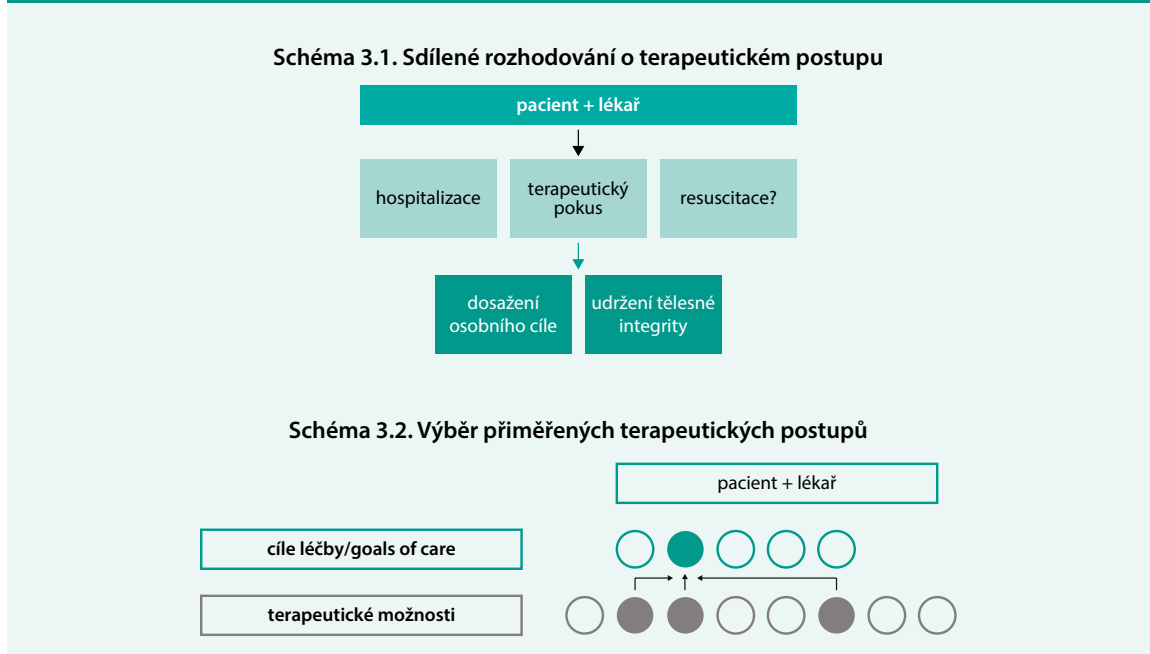 Schéma 3.1. Sdílené rozhodování o terapeutickém postupu
pacient + lékař
hospitalizace
terapeutický
pokus
resuscitace?
dosažení
osobního cíle
udržení tělesné
integrity
Schéma 3.2. Výběr přiměřených terapeutických postupů
pacient + lékař
cíle léčby/goals of care
terapeutické možnosti